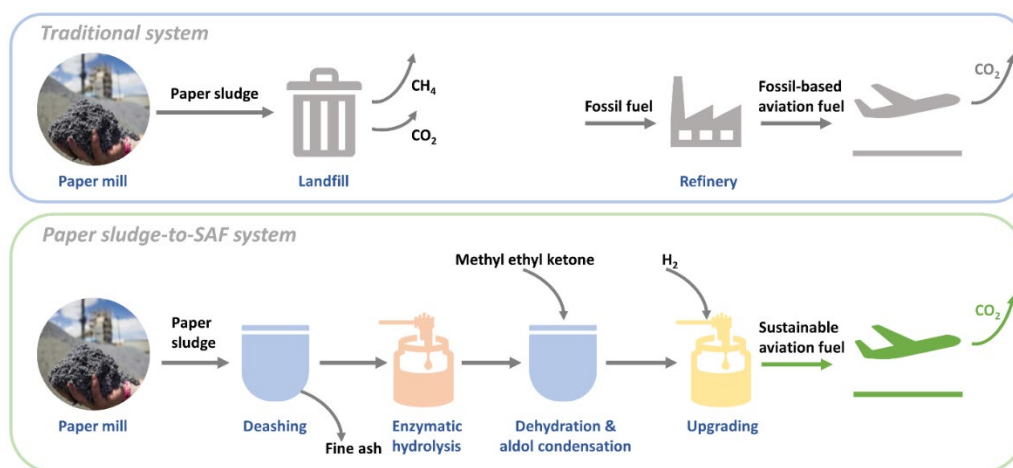 Traditional system
Paper sludge
CH₄
CO₂
Fossil fuel
Fossil-based
aviation fuel
CO₂
Paper mill
Landfill
Refinery
Paper sludge-to-SAF system
Methyl ethyl ketone
H₂
Paper
sludge
Sustainable
aviation fuel
CO₂
Paper mill
Deashing
Fine ash
Enzymatic
hydrolysis
Dehydration &
aldol condensation
Upgrading